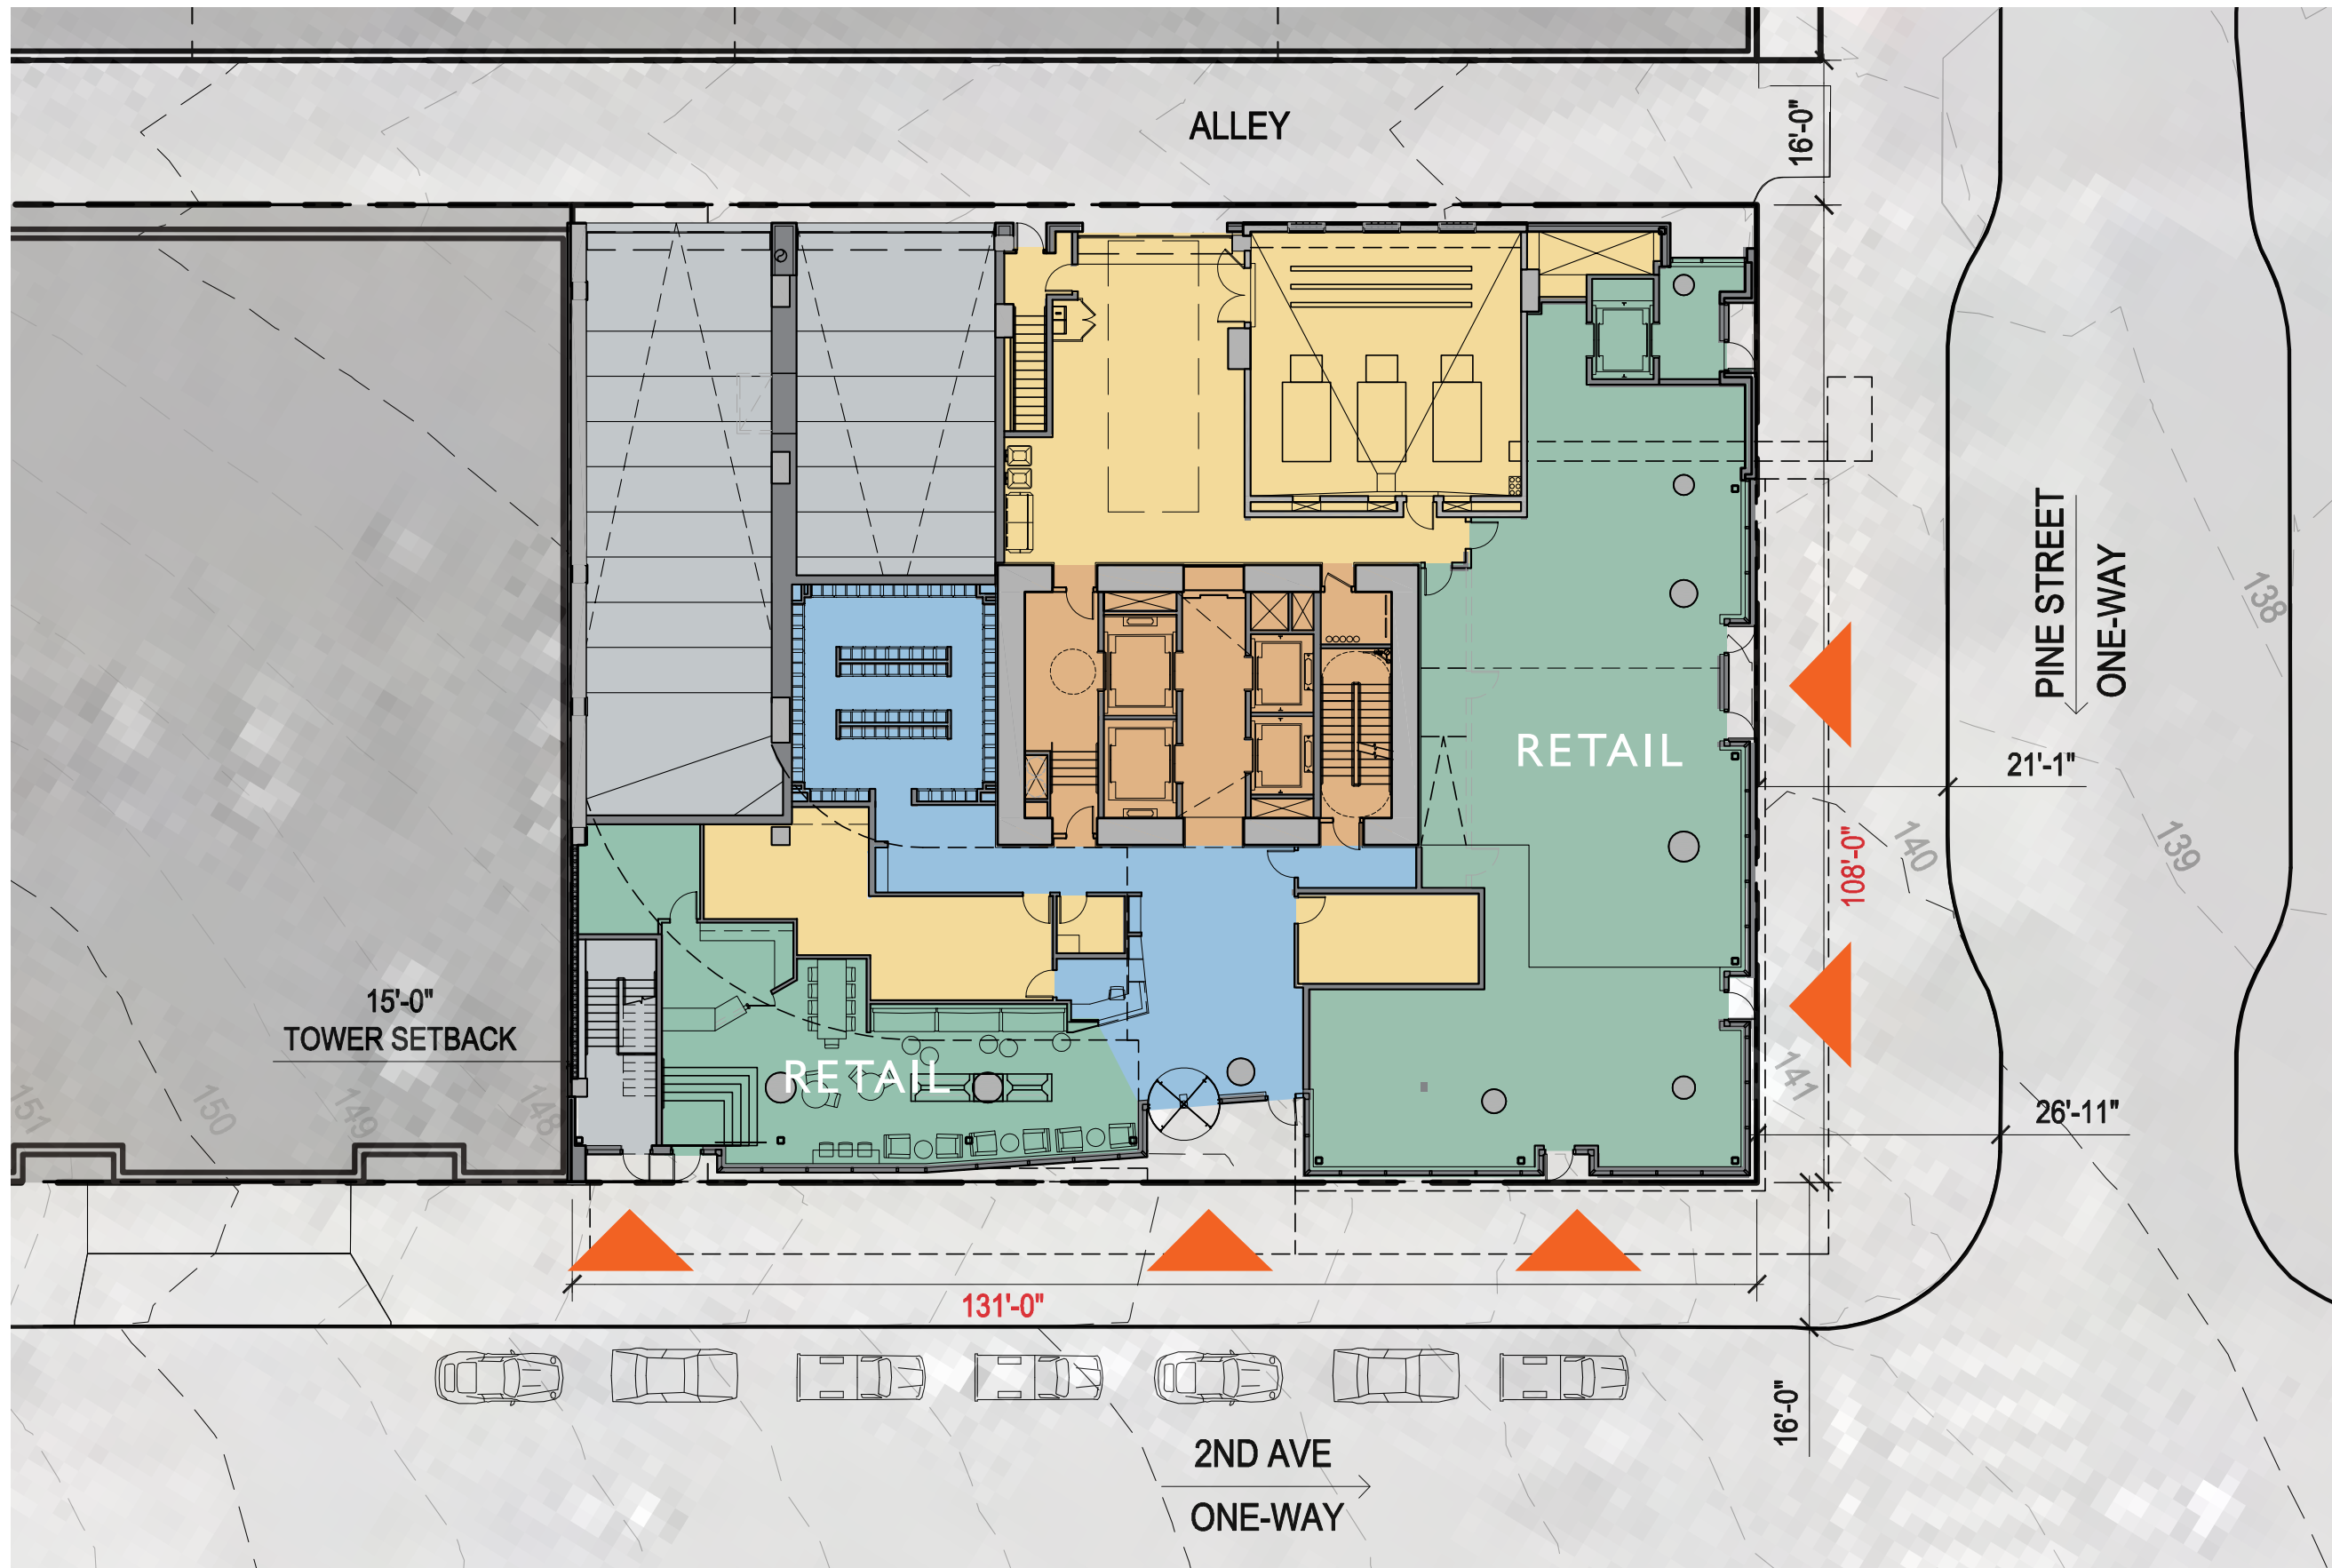 ALLEY
16'-0"
PINE STREET
ONE-WAY
138
RETAIL
21'-1"
108'-0"
140
139
15'-0"
TOWER SETBACK
RETAIL
151
150
149
148
141
26'-11"
131'-0"
16'-0"
2ND AVE
ONE-WAY